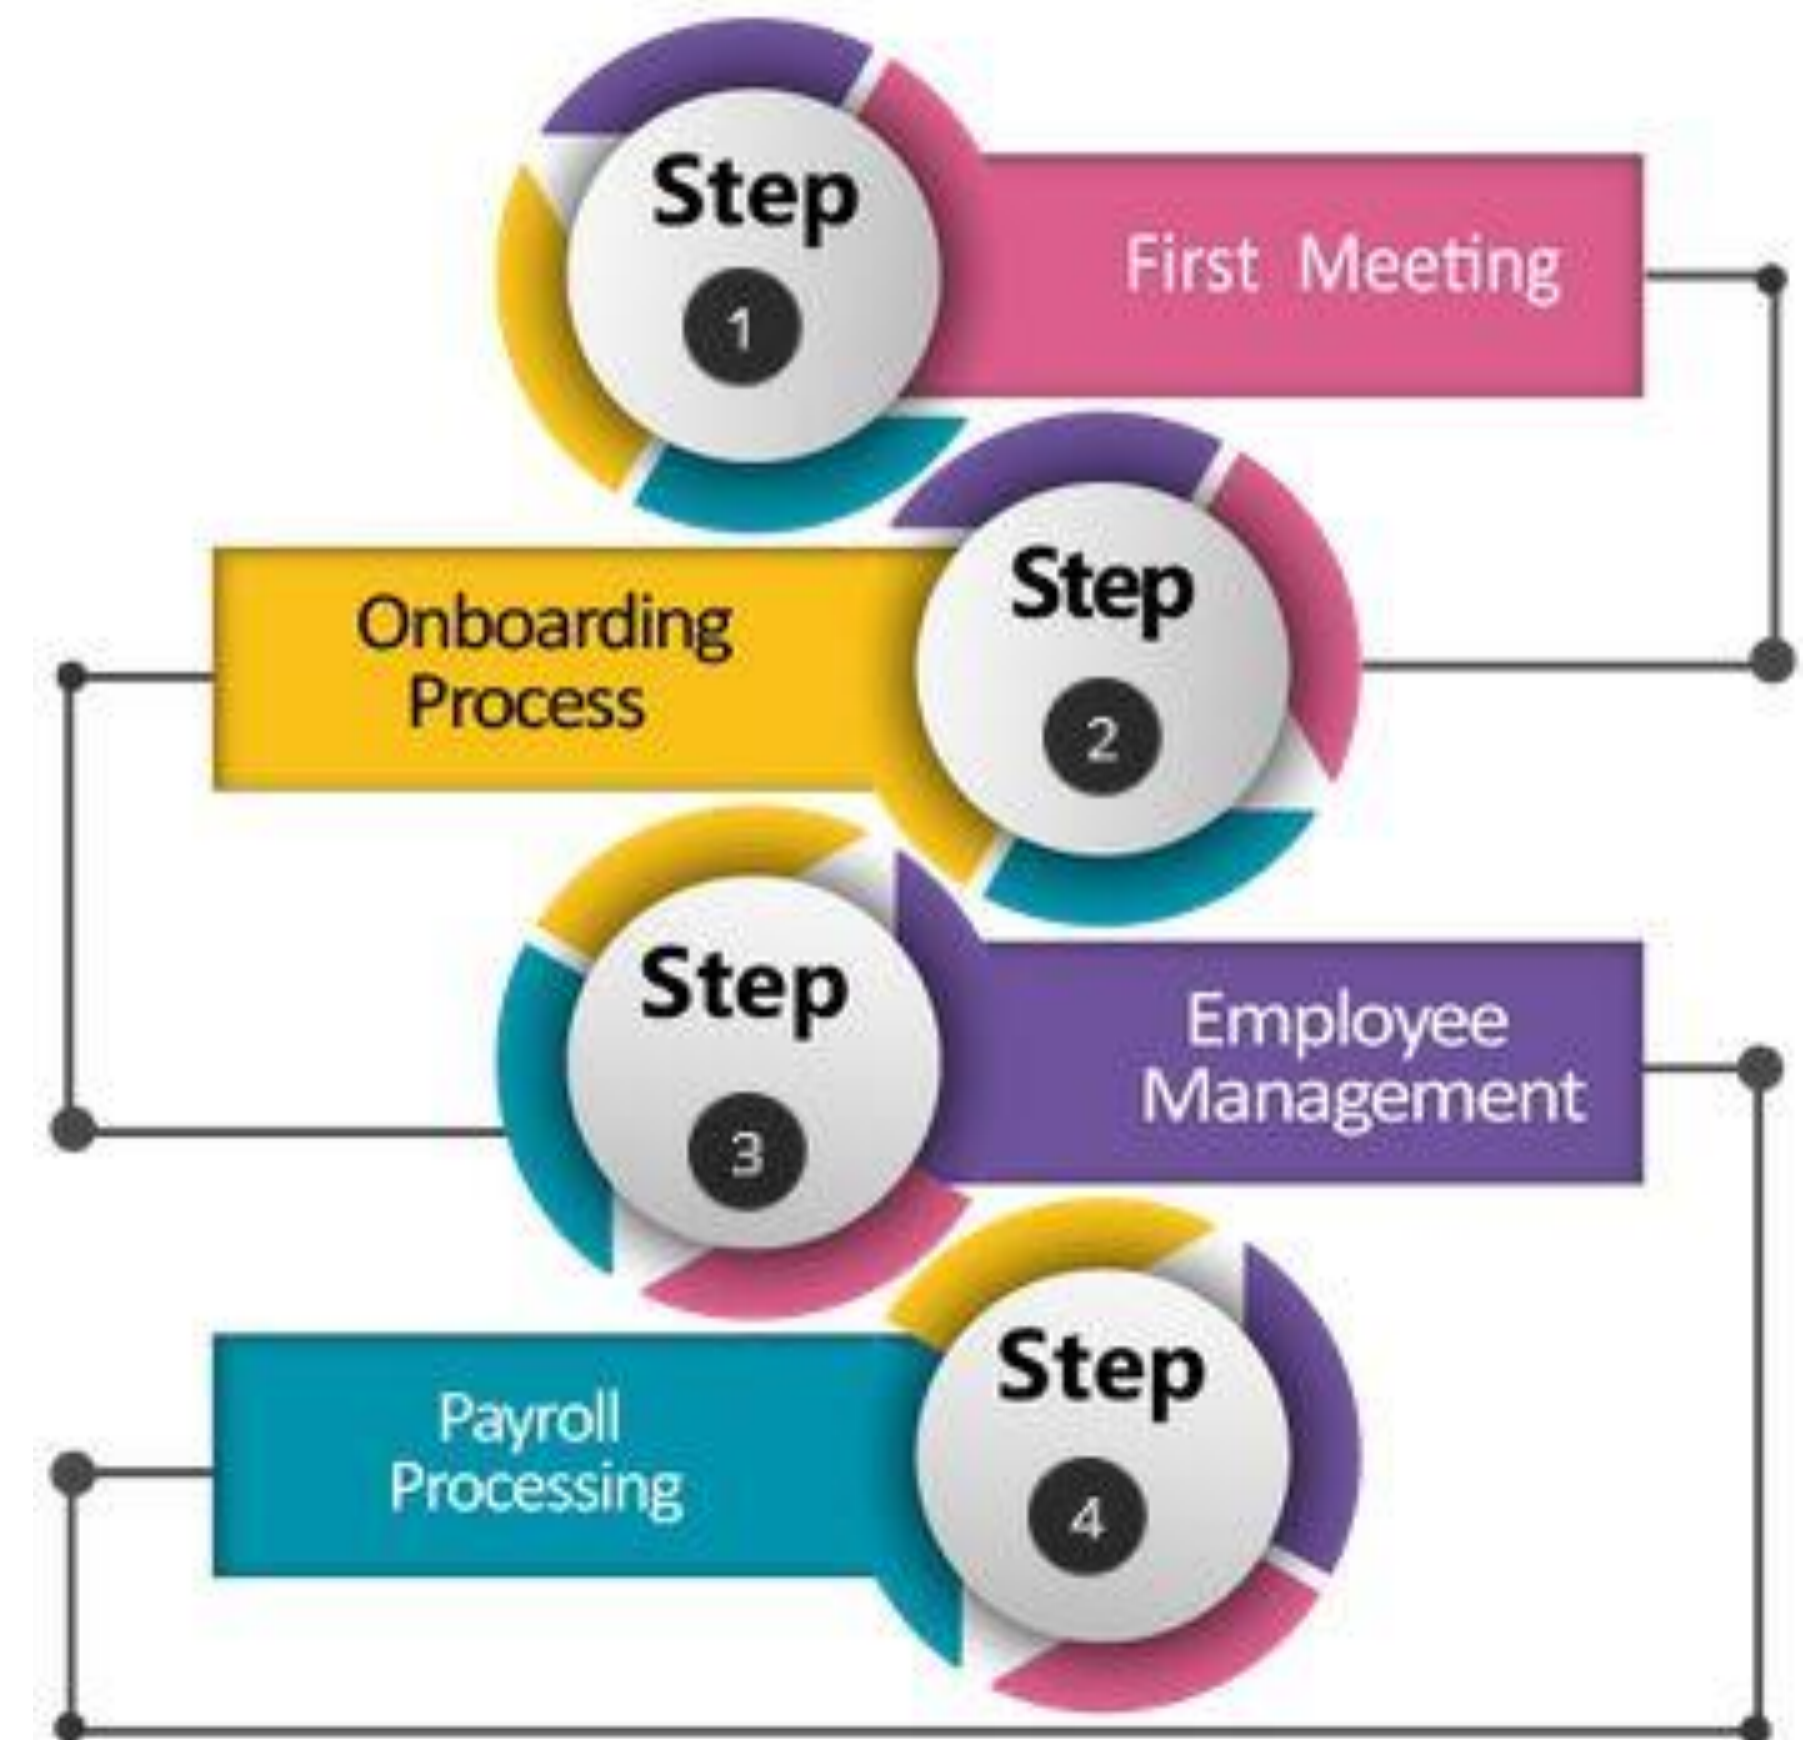 Step
1
First Meeting
Step
2
Onboarding
Process
Step
3
Employee
Management
Step
4
Payroll
Processing